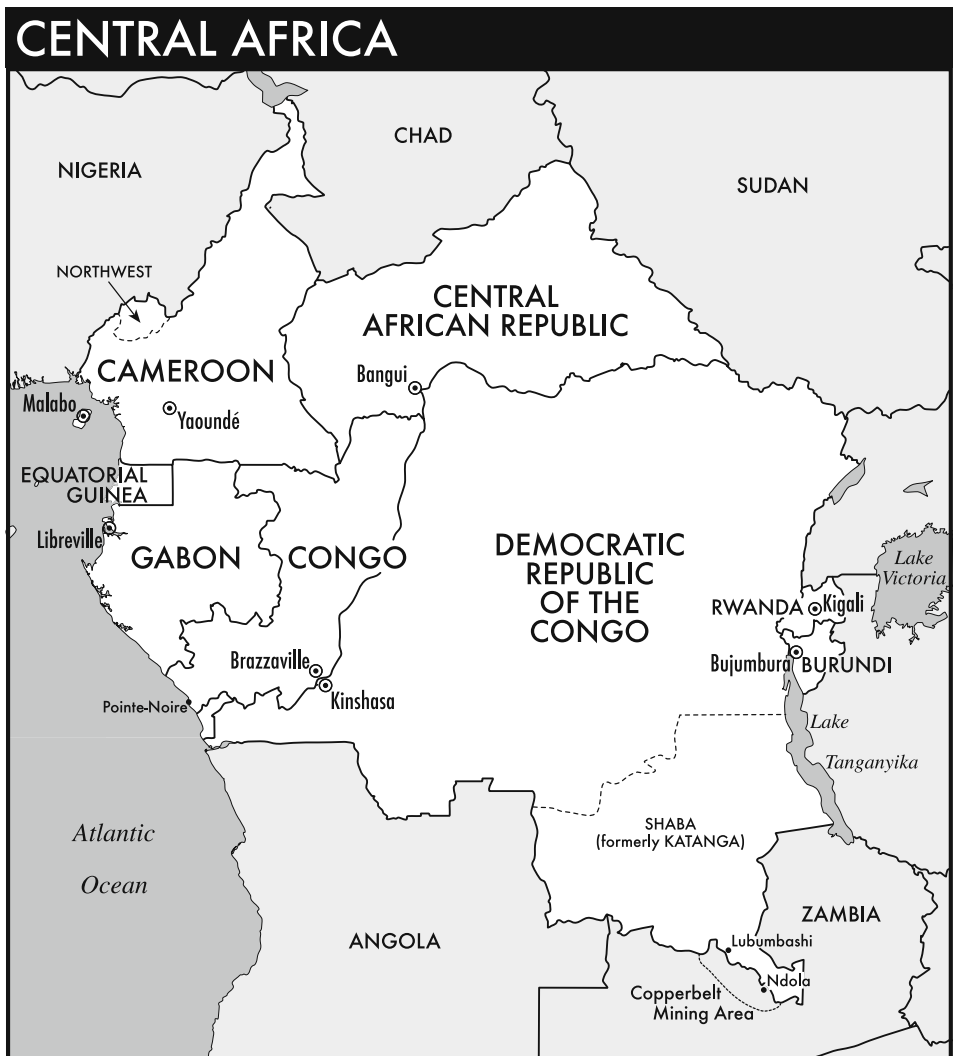 CENTRAL AFRICA
CHAD
NIGERIA
SUDAN
NORTHWEST
CENTRAL
AFRICAN REPUBLIC
CAMEROON
Bangui
Malabo
Yaoundé
EQUATORIAL
GUINEA
Libreville
GABON
CONGO
DEMOCRATIC
REPUBLIC
OF THE
CONGO
Lake
Victoria
RWANDA
Kigali
Brazzaville
Bujumbura
BURUNDI
Kinshasa
Pointe-Noire
Lake
Tanganyika
Atlantic
Ocean
SHABA
(formerly KATANGA)
ZAMBIA
ANGOLA
Lubumbashi
Ndola
Copperbelt
Mining Area